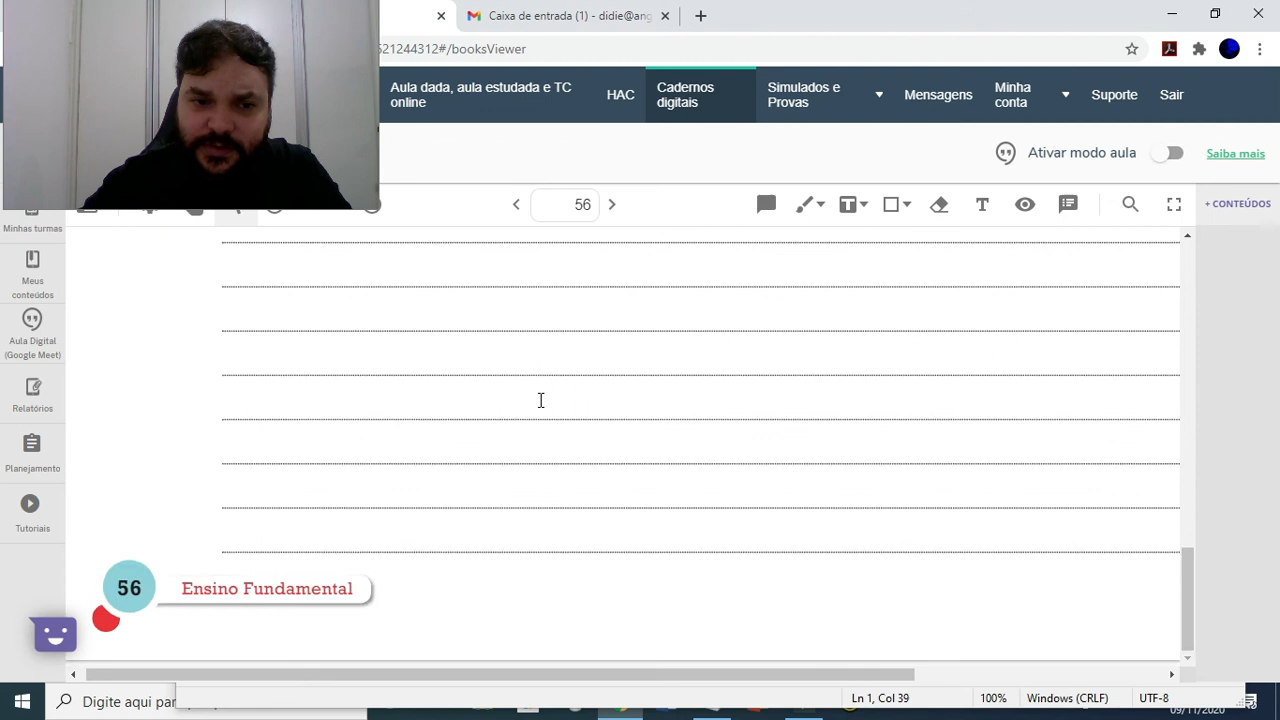 Caixa de entrada (1) - didie@ang
521244312#/booksViewer
Aula dada, aula estudada e TC online
HAC
Cadernos digitais
Simulados e Provas
Mensagens
Minha conta
Suporte
Sair
Ativar modo aula
Saiba mais
56
+ CONTEÚDOS
Minhas turmas
Meus conteúdos
Aula Digital (Google Meet)
Relatórios
Planejamento
Tutoriais
56
Ensino Fundamental
Digite aqui par
Ln 1, Col 39
100%
Windows (CRLF)
UTF-8
09/11/2020